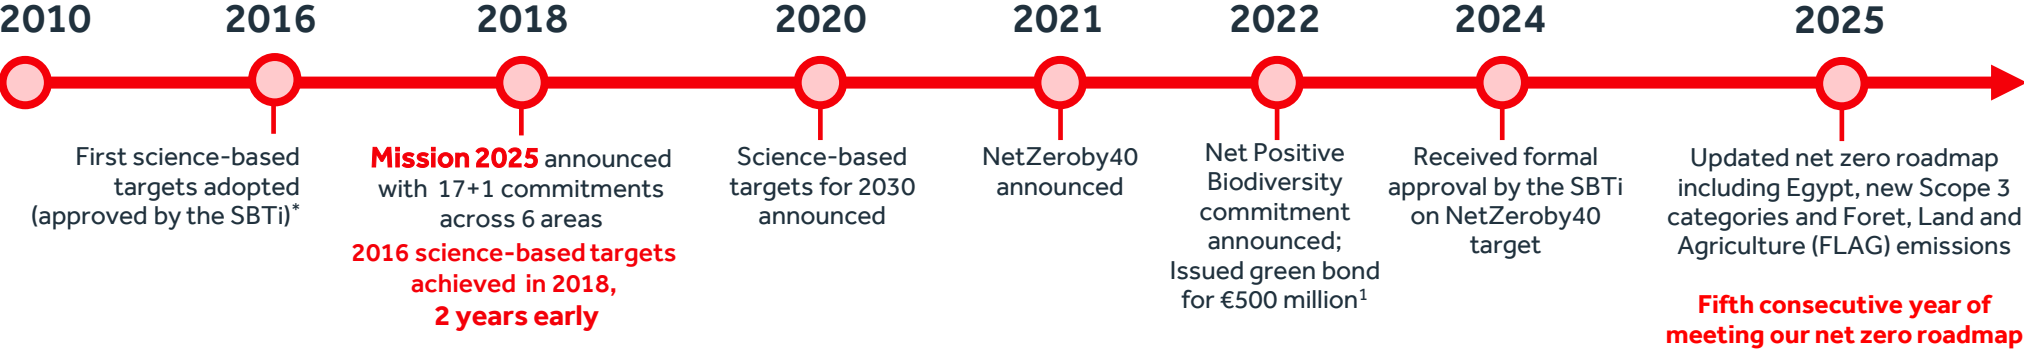 2010
2016
2018
2020
2021
2022
2024
2025
First science-based
targets adopted
(approved by the SBTi)*
Mission 2025 announced
with 17+1 commitments
across 6 areas
2016 science-based targets
achieved in 2018,
2 years early
Science-based
targets for 2030
announced
NetZeroby40
announced
Net Positive
Biodiversity
commitment
announced;
Issued green bond
for €500 million¹
Received formal
approval by the SBTi
on NetZeroby40
target
Updated net zero roadmap
including Egypt, new Scope 3
categories and Foret, Land and
Agriculture (FLAG) emissions
Fifth consecutive year of
meeting our net zero roadmap